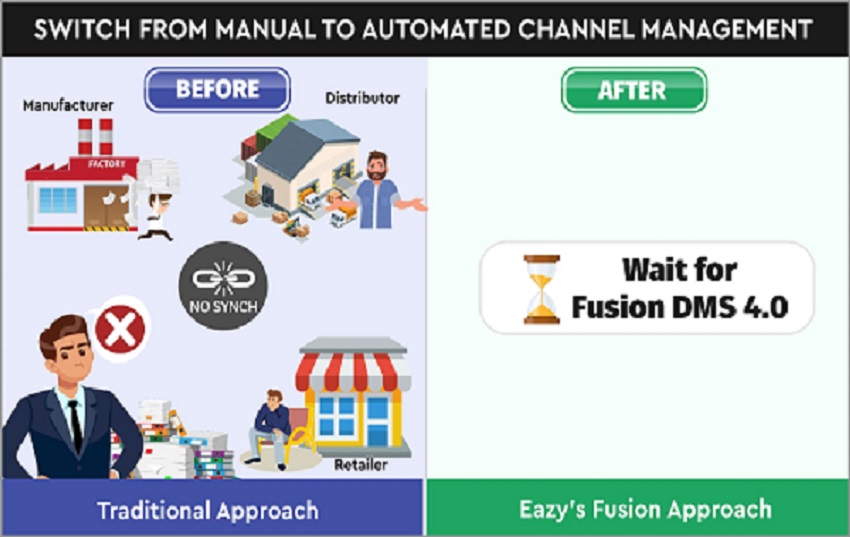 SWITCH FROM MANUAL TO AUTOMATED CHANNEL MANAGEMENT
BEFORE
Manufacturer
Distributor
FACTORY
NO SYNCH
Retailer
Traditional Approach
AFTER
Wait for
Fusion DMS 4.0
Eazy's Fusion Approach